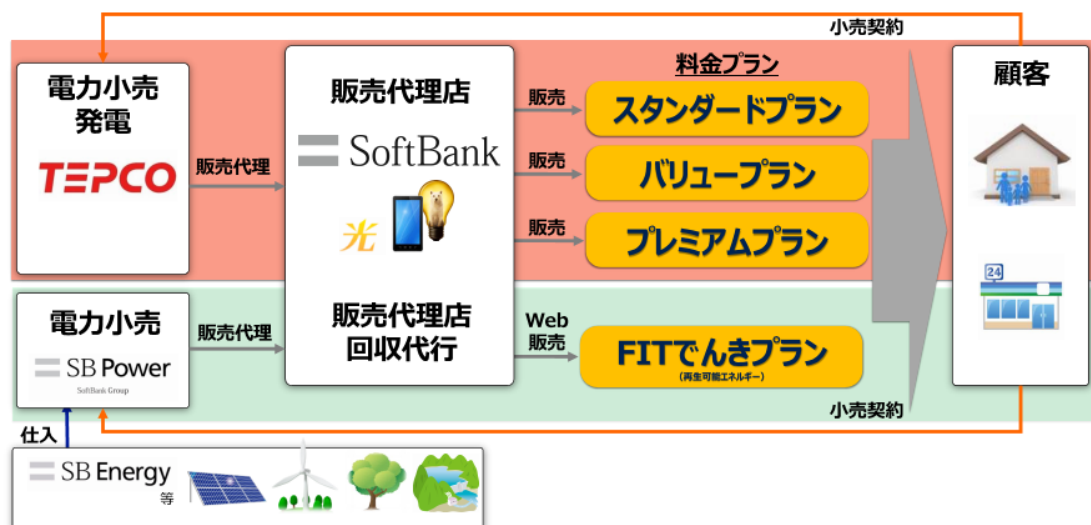 小売契約
電力小売
発電
TEPCO
販売代理
販売代理店
SoftBank
光
販売代理店
回収代行
料金プラン
販売
スタンダードプラン
販売
バリュープラン
販売
プレミアムプラン
顧客
24
電力小売
SB Power
SoftBank Group
販売代理
Web
販売
FITでんきプラン
(再生可能エネルギー)
小売契約
仕入
SB Energy
等